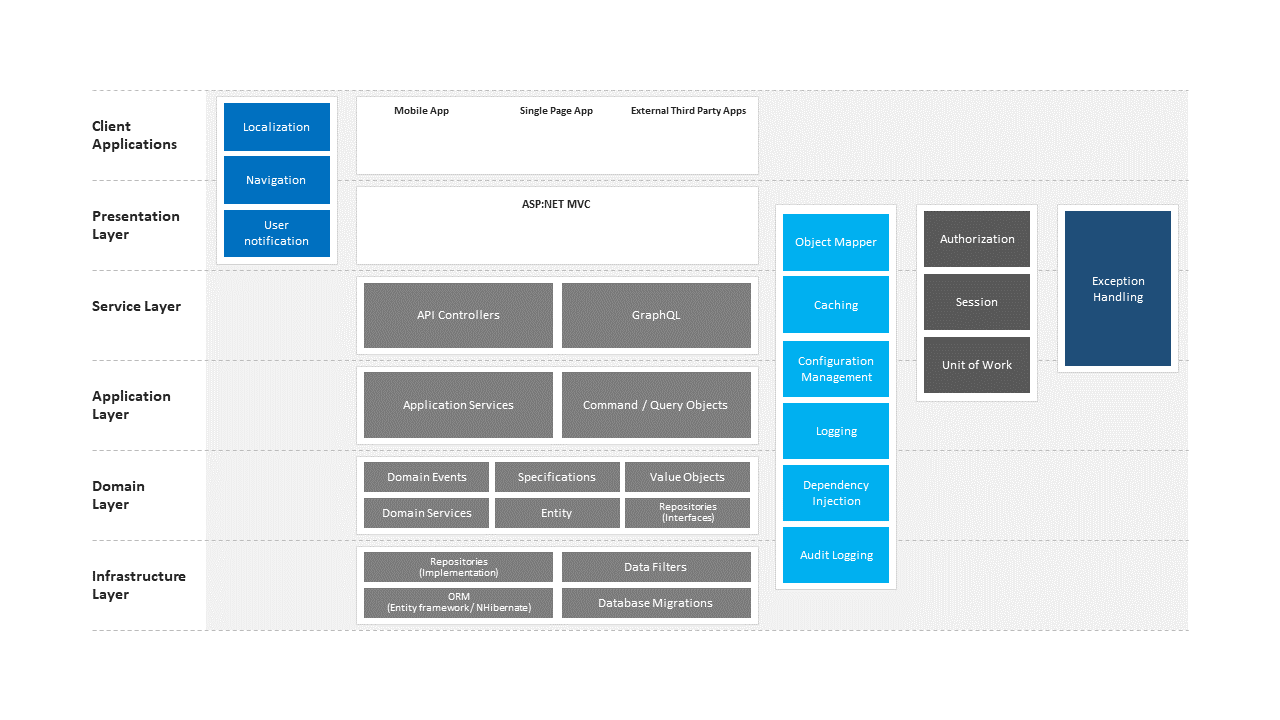 Client
Applications
Localization
Navigation
Mobile App
Single Page App
External Third Party Apps
Presentation
Layer
User
notification
ASP:NET MVC
Service Layer
API Controllers
GraphQL
Application
Layer
Application Services
Command / Query Objects
Domain
Layer
Domain Events
Specifications
Value Objects
Domain Services
Entity
Repositories
(Interfaces)
Infrastructure
Layer
Repositories
(Implementation)
Data Filters
ORM
(Entity framework/ NHibernate)
Database Migrations
Object Mapper
Caching
Configuration
Management
Logging
Dependency
Injection
Audit Logging
Authorization
Session
Unit of Work
Exception
Handling